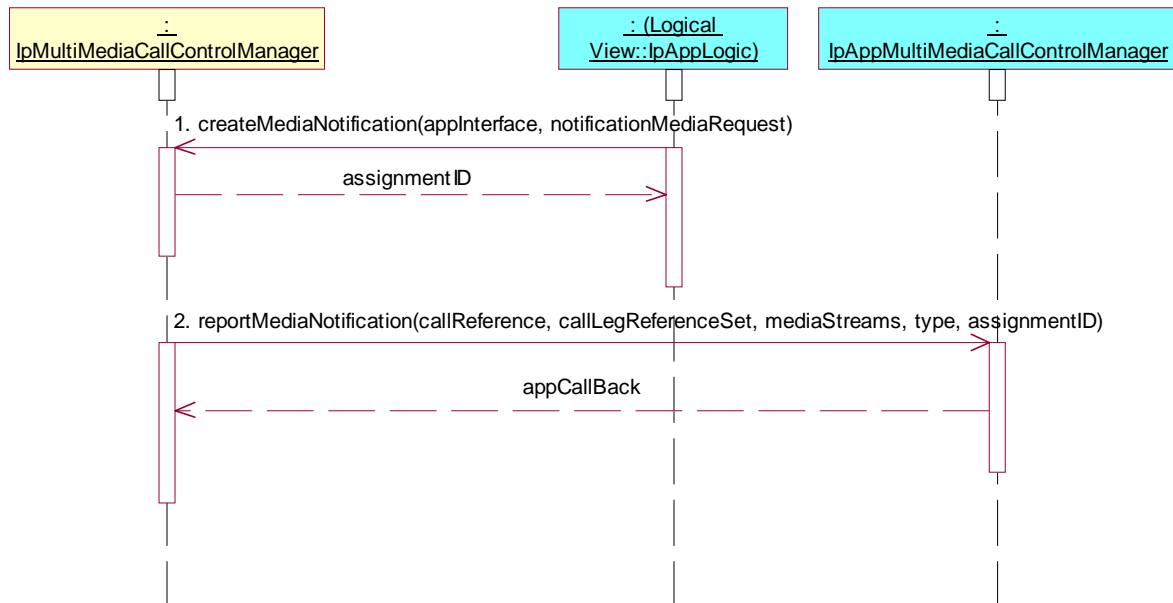 :
IpMultiMediaCallControlManager
: (Logical
View::IpAppLogic)
:
IpAppMultiMediaCallControlManager
1. createMediaNotification(appInterface, notificationMediaRequest)
assignmentID
2. reportMediaNotification(callReference, callLegReferenceSet, mediaStreams, type, assignmentID)
appCallBack